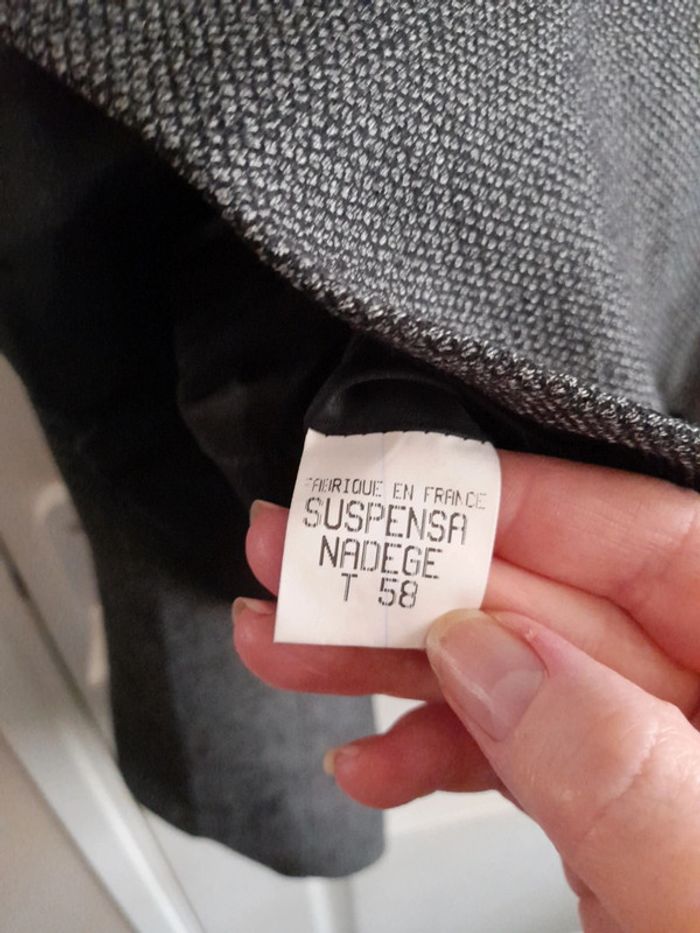 FABRIQUE EN FRANCE
SUSPENSA
NADEGE
T 58